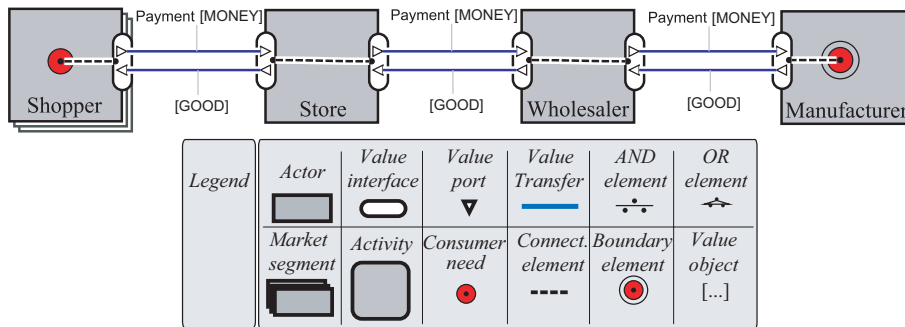 Payment [MONEY] Payment [MONEY] Payment [MONEY]
Shopper Store Wholesaler Manufacturer
[GOOD] [GOOD] [GOOD]
Legend
Actor Value interface Value port Value Transfer AND element OR element
Market segment Activity Consumer need Connect. element Boundary element Value object
[...]